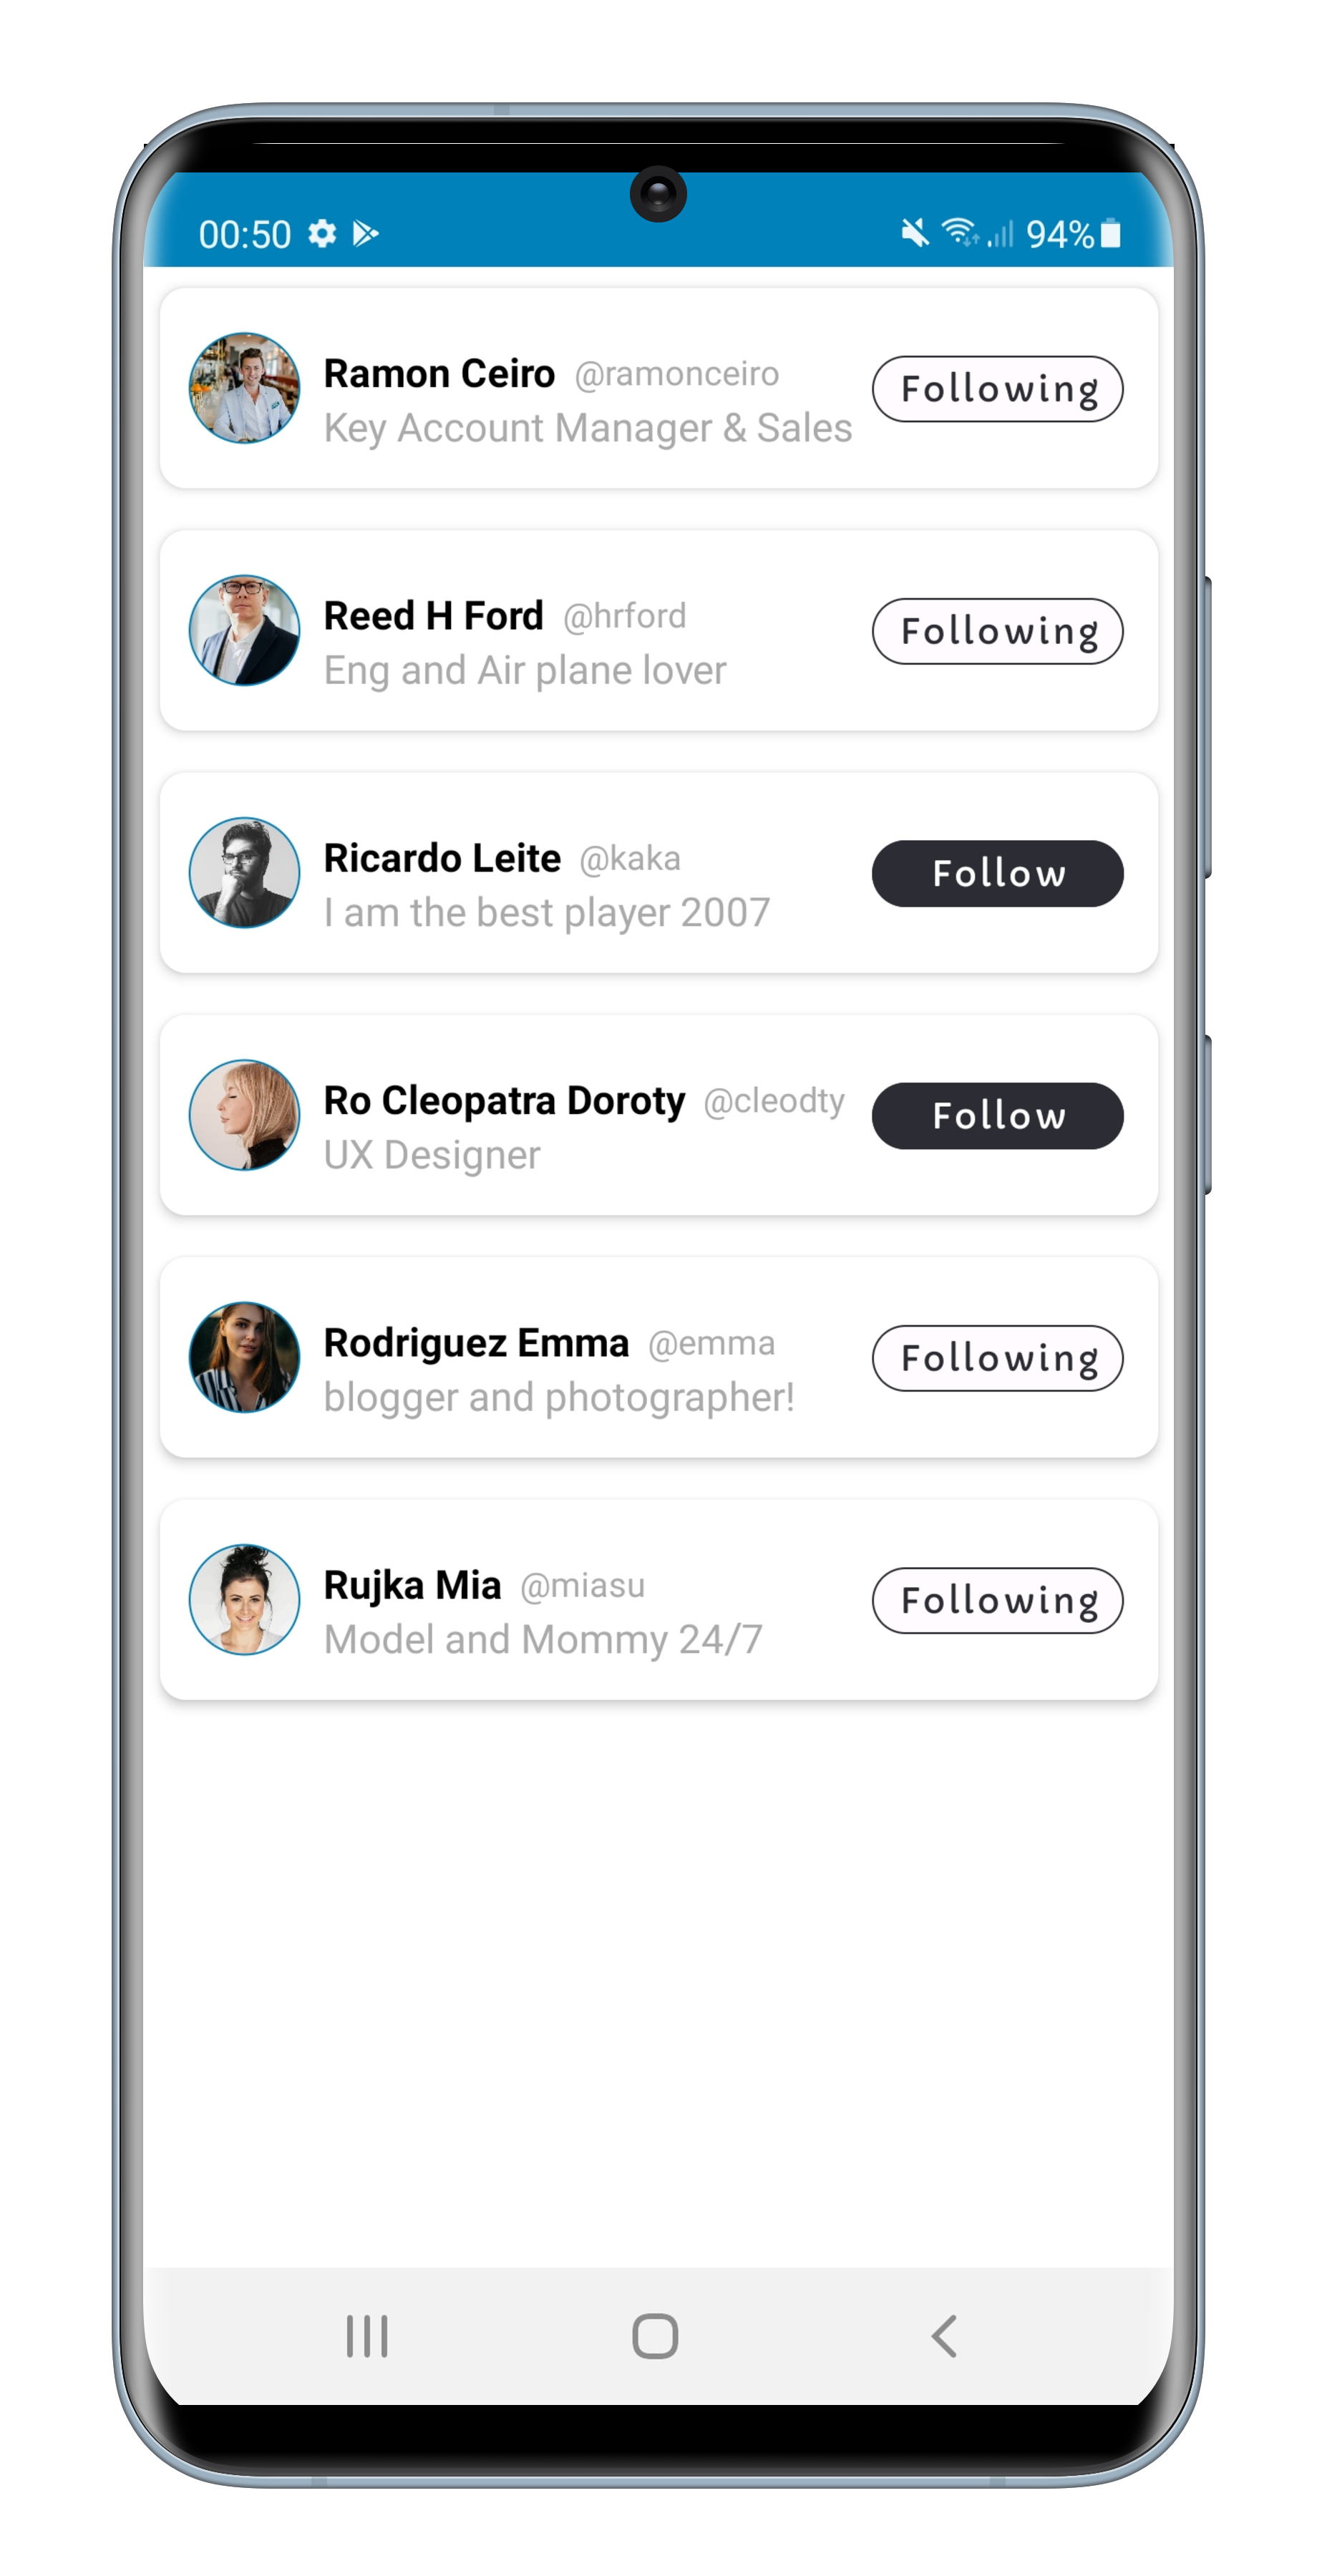 00:50 94%
Ramon Ceiro @ramonceiro
Key Account Manager & Sales
Following
Reed H Ford @hrford
Eng and Air plane lover
Following
Ricardo Leite @kaka
I am the best player 2007
Follow
Ro Cleopatra Doroty @cleodty
UX Designer
Follow
Rodriguez Emma @emma
blogger and photographer!
Following
Rujka Mia @miasu
Model and Mommy 24/7
Following